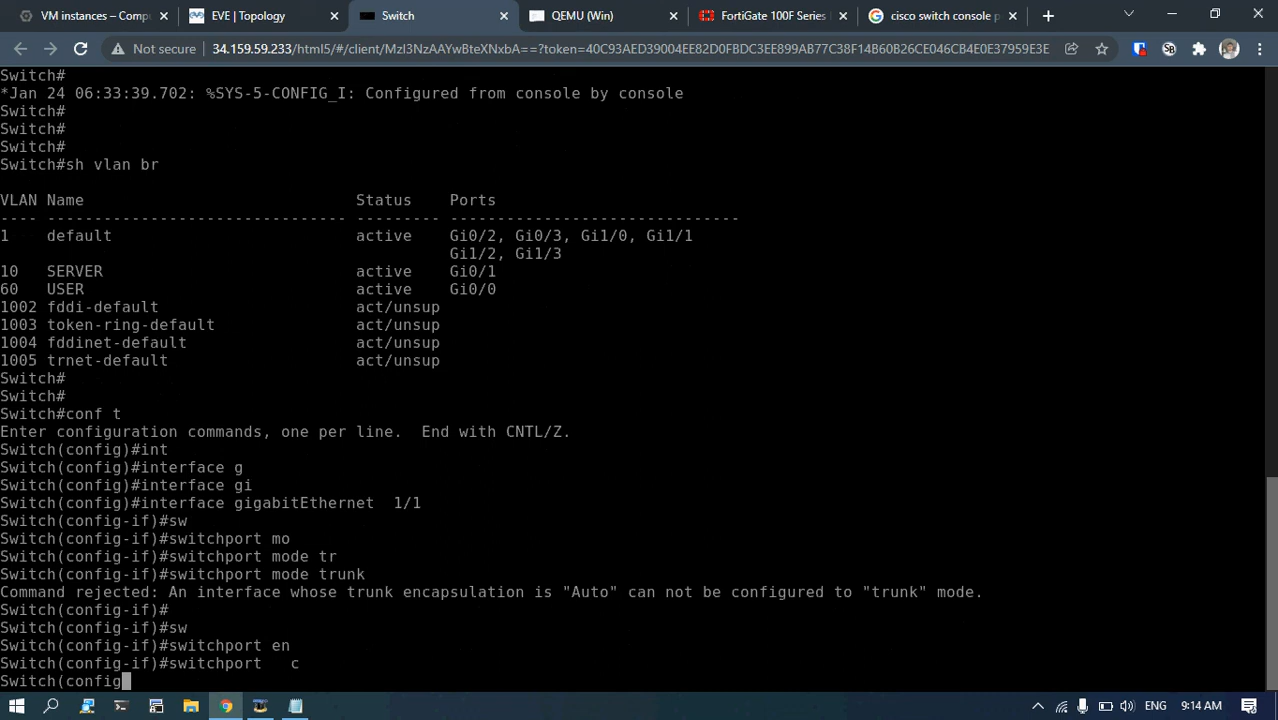 VM instances – Compu
EVE | Topology
Switch
QEMU (Win)
FortiGate 100F Series
cisco switch console p
Not secure
34.159.59.233/html5/#/client/MzI3NzAAYwBteXNxbA==?token=40C93AED39004EE82D0FBDC3EE899AB77C38F14B60B26CE046CB4E0E37959E3E
Switch#
*Jan 24 06:33:39.702: %SYS-5-CONFIG_I: Configured from console by console
Switch#
Switch#
Switch#
Switch#sh vlan br
VLAN Name                             Status    Ports
---- -------------------------------- --------- -------------------------------
1    default                          active    Gi0/2, Gi0/3, Gi1/0, Gi1/1
                                                Gi1/2, Gi1/3
10   SERVER                           active    Gi0/1
60   USER                             active    Gi0/0
1002 fddi-default                     act/unsup
1003 token-ring-default               act/unsup
1004 fddinet-default                  act/unsup
1005 trnet-default                    act/unsup
Switch#
Switch#
Switch#conf t
Enter configuration commands, one per line.  End with CNTL/Z.
Switch(config)#int
Switch(config)#interface g
Switch(config)#interface gi
Switch(config)#interface gigabitEthernet  1/1
Switch(config-if)#sw
Switch(config-if)#switchport mo
Switch(config-if)#switchport mode tr
Switch(config-if)#switchport mode trunk
Command rejected: An interface whose trunk encapsulation is "Auto" can not be configured to "trunk" mode.
Switch(config-if)#
Switch(config-if)#sw
Switch(config-if)#switchport en
Switch(config-if)#switchport   c
Switch(config
ENG
9:14 AM